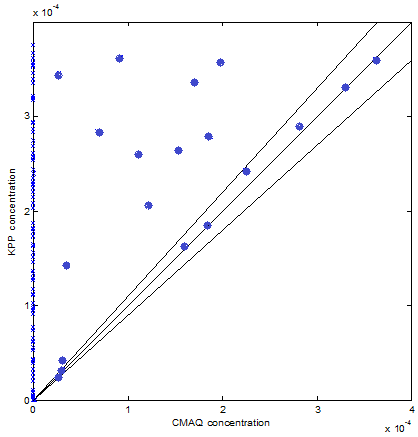 x 10⁻⁴
3
2
1
0
KPP concentration
0 1 2 3 4
CMAQ concentration
x 10⁻⁴